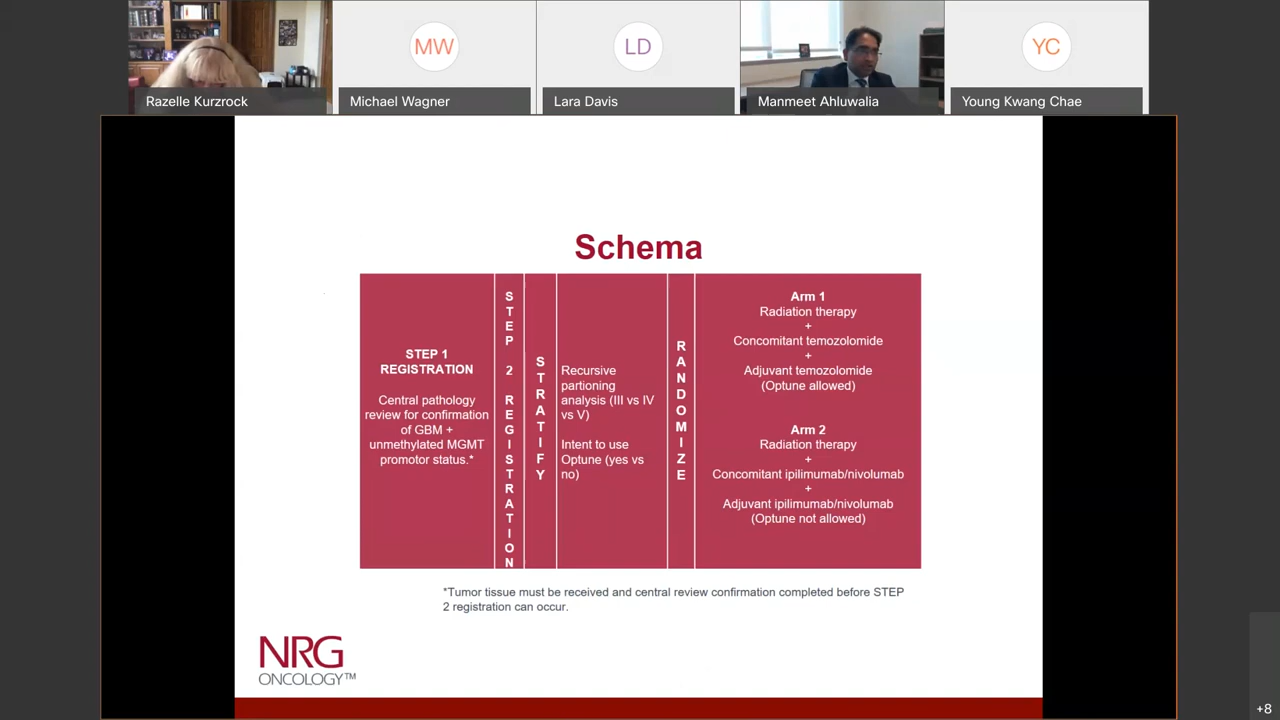 MW
LD
YC
Razelle Kurzrock
Michael Wagner
Lara Davis
Manmeet Ahluwalia
Young Kwang Chae
Schema
STEP 1
REGISTRATION
Central pathology
review for confirmation
of GBM +
unmethylated MGMT
promotor status.*
STEP 2 REGISTRATION
STRATIFY
Recursive
partioning
analysis (III vs IV
vs V)
Intent to use
Optune (yes vs
no)
RANDOMIZE
Arm 1
Radiation therapy
+
Concomitant temozolomide
+
Adjuvant temozolomide
(Optune allowed)
Arm 2
Radiation therapy
+
Concomitant ipilimumab/nivolumab
+
Adjuvant ipilimumab/nivolumab
(Optune not allowed)
*Tumor tissue must be received and central review confirmation completed before STEP
2 registration can occur.
NRG
ONCOLOGY™
+8